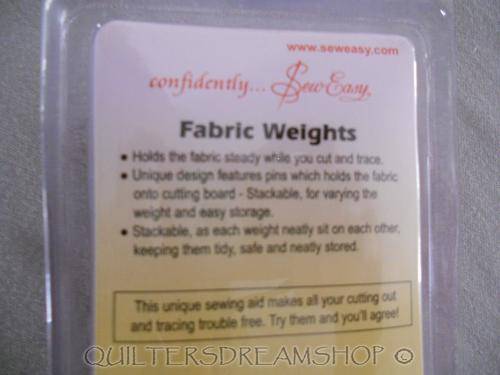 www.seweasy.com
confidently... SewEasy®
Fabric Weights
• Holds the fabric steady while you cut and trace.
• Unique design features pins which holds the fabric
onto cutting board - Stackable, for varying the
weight and easy storage.
• Stackable, as each weight neatly sit on each other,
keeping them tidy, safe and neatly stored.
This unique sewing aid makes all your cutting out
and tracing trouble free. Try them and you'll agree!
QUILTERSDREAMSHOP ©